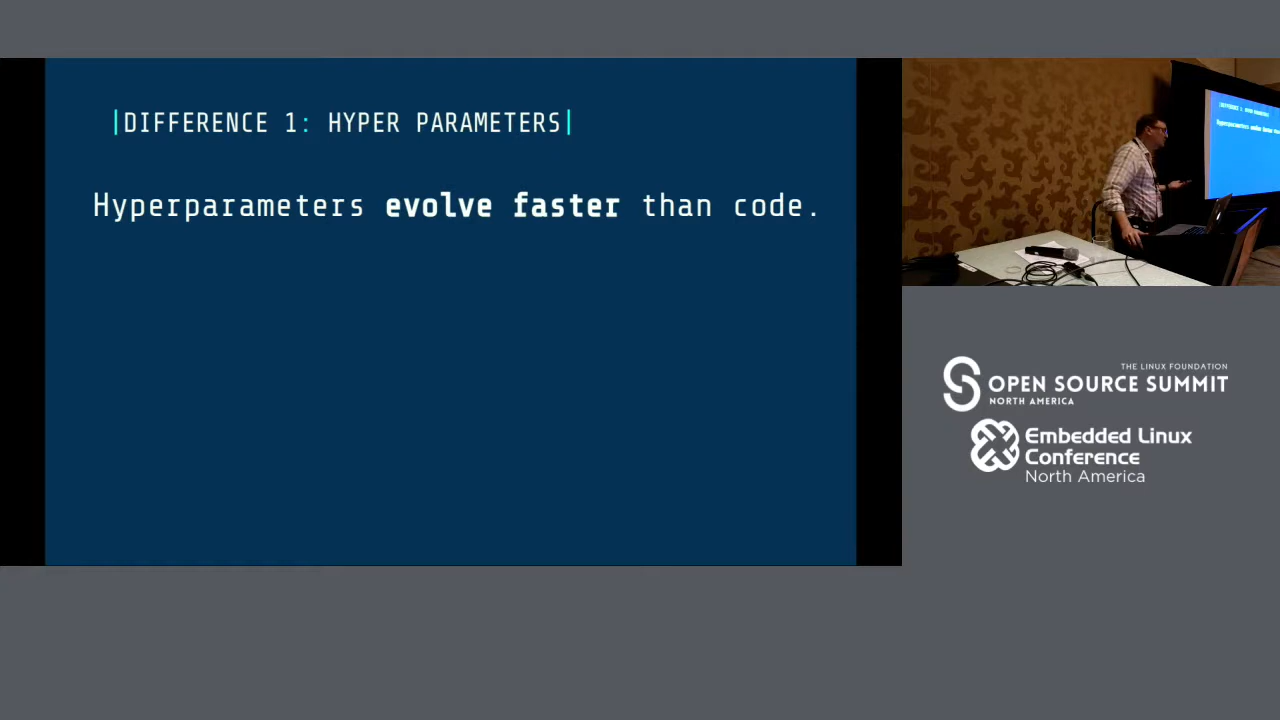 |DIFFERENCE 1: HYPER PARAMETERS|
Hyperparameters evolve faster than code.
THE LINUX FOUNDATION
OPEN SOURCE SUMMIT
NORTH AMERICA
Embedded Linux
Conference
North America